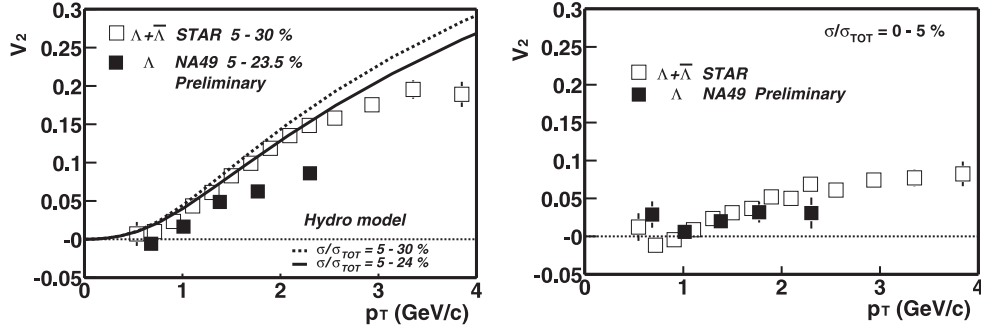 V₂
0.3
0.25
0.2
0.15
0.1
0.05
-0
-0.05
Λ+Λ̅ STAR 5 - 30 %
Λ NA49 5 - 23.5 %
Preliminary
Hydro model
σ/σTOT = 5 - 30 %
σ/σTOT = 5 - 24 %
0 1 2 3 4
pT (GeV/c)
V₂
0.3
0.25
0.2
0.15
0.1
0.05
-0
-0.05
σ/σTOT = 0 - 5 %
Λ+Λ̅ STAR
Λ NA49 Preliminary
0 1 2 3 4
pT (GeV/c)